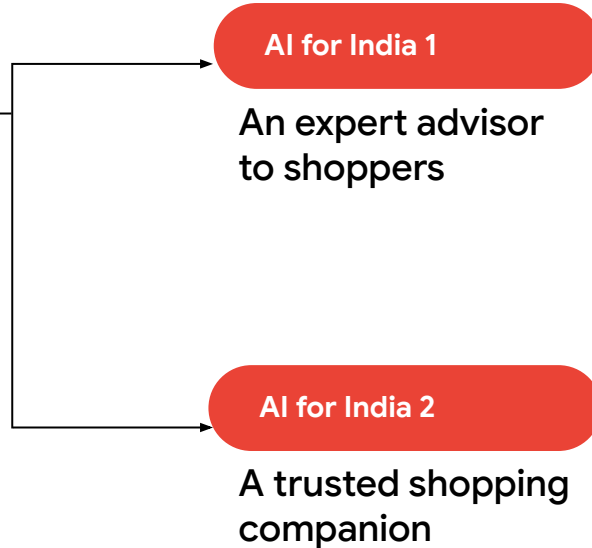 AI for India 1
An expert advisor
to shoppers
AI for India 2
A trusted shopping
companion